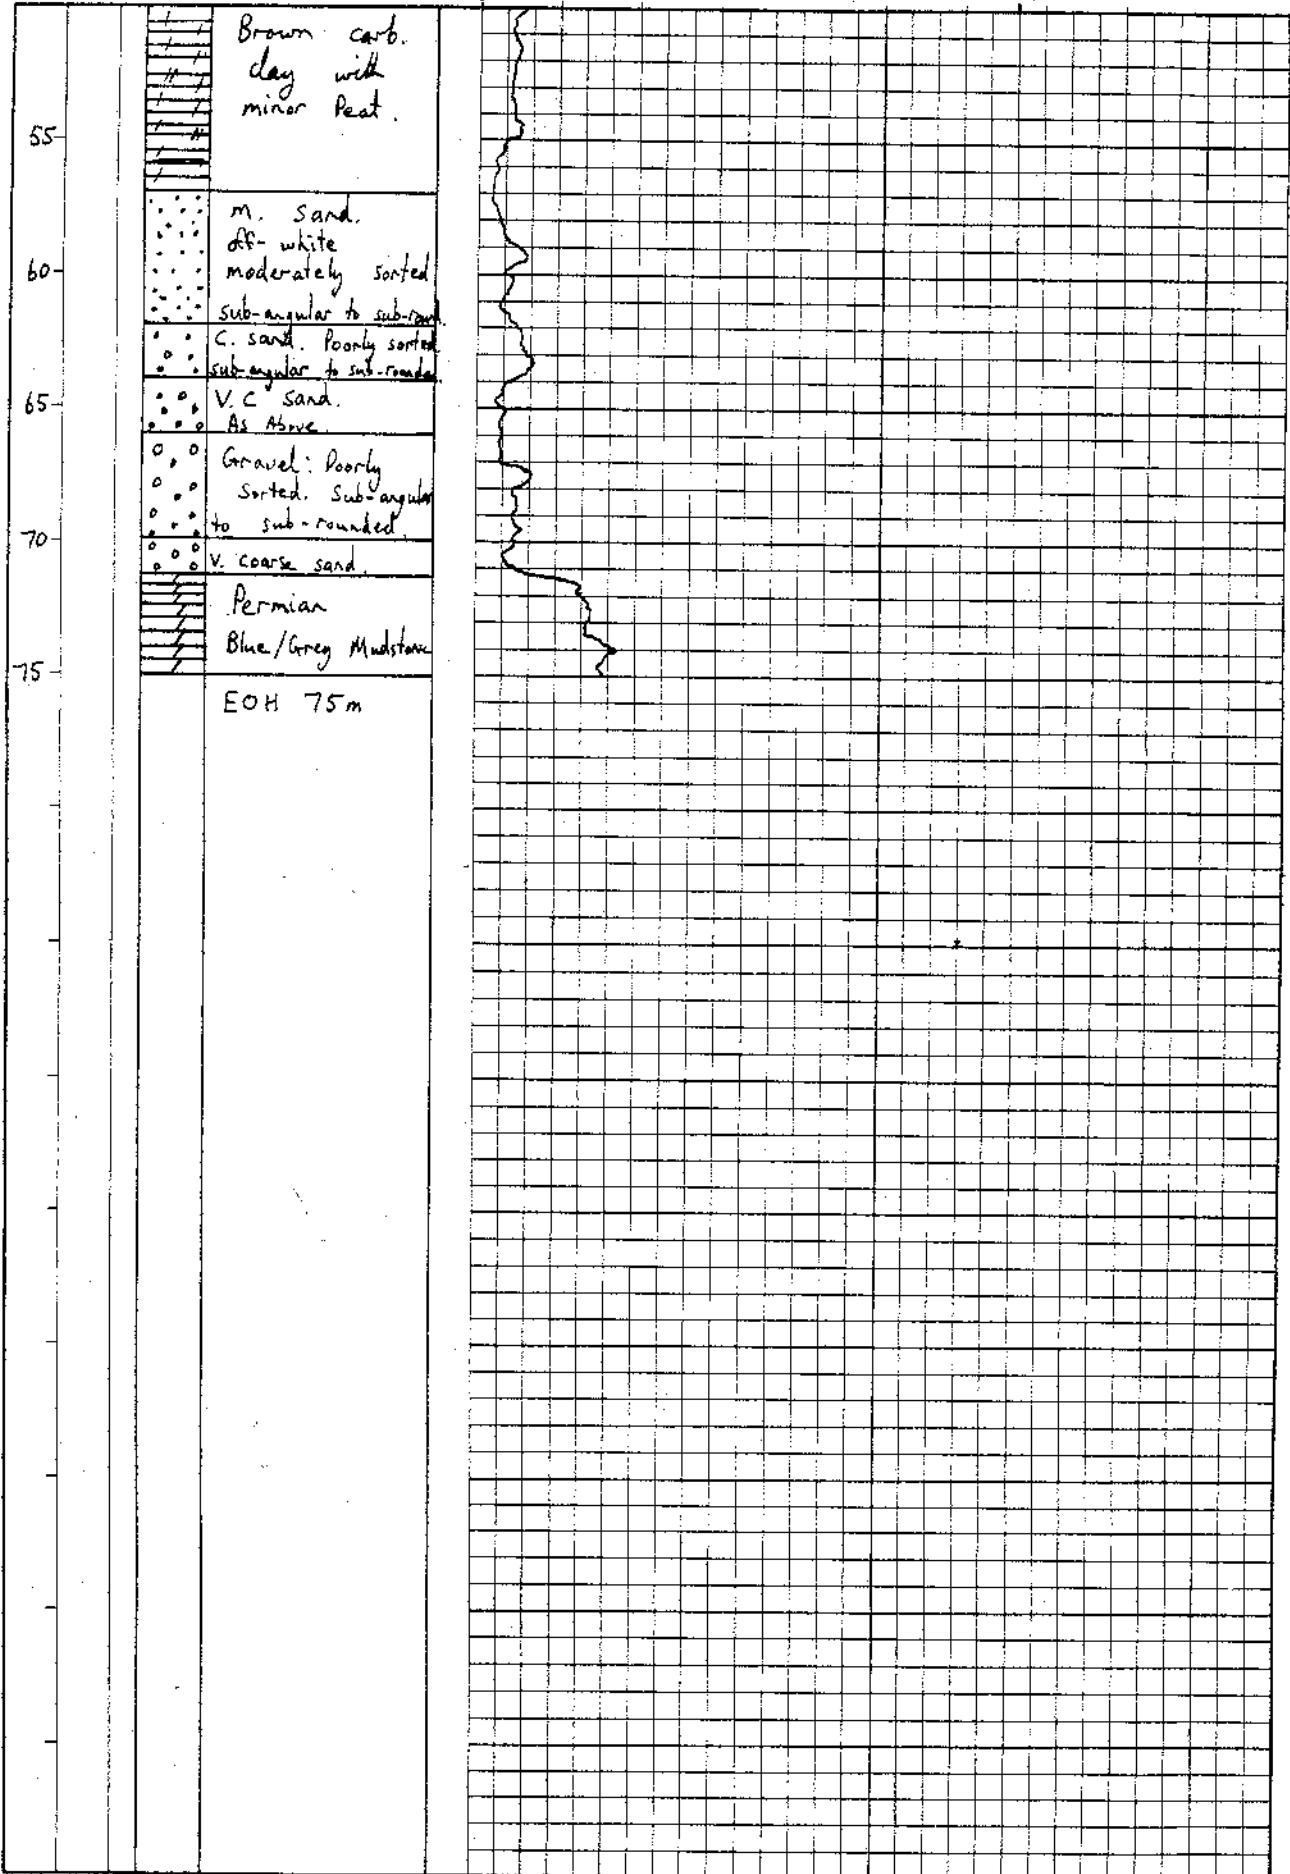 Brown carb.
clay with
minor Peat.
55
m. sand.
off-white
60
moderately sorted
sub-angular to sub-round
C. sand. Poorly sorted
sub-angular to sub-rounded
65
V.C sand.
As Above.
Gravel: Poorly
Sorted. Sub-angular
to sub-rounded.
70
V. coarse sand.
Permian
Blue/Grey Mudstone
75
EOH 75m